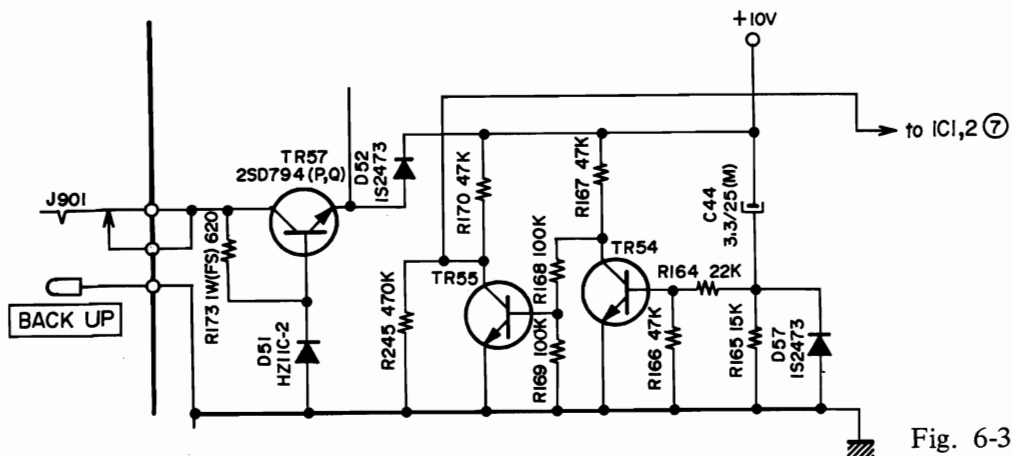 +10V
to IC1,2 ⑦
J901
TR57
2SD794 (P,Q)
D52
1S2473
R170 47K
R167 47K
C44
3.3/25(M)
R173 1W(FS) 620
TR55
R168 100K
TR54
R164 22K
BACK UP
D51
HZ11C-2
R245 470K
R169 100K
R166 47K
R165 15K
D57
1S2473
Fig. 6-3